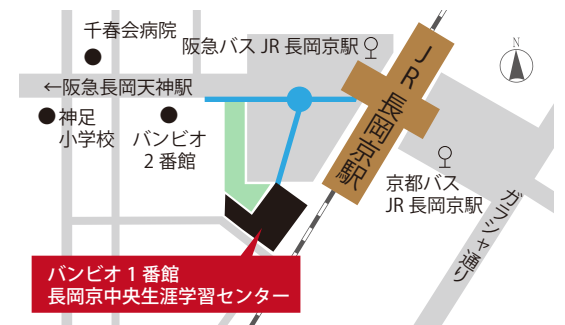 千春会病院
阪急バス JR 長岡京駅
N
←阪急長岡天神駅
神足
小学校
バンビオ
2 番館
JR 長岡京駅
京都バス
JR 長岡京駅
ガラシャ通り
バンビオ 1 番館
長岡京中央生涯学習センター